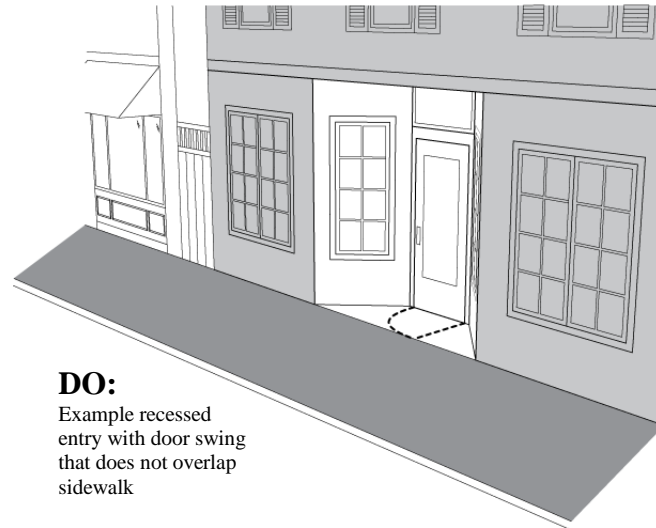 DO:
Example recessed
entry with door swing
that does not overlap
sidewalk